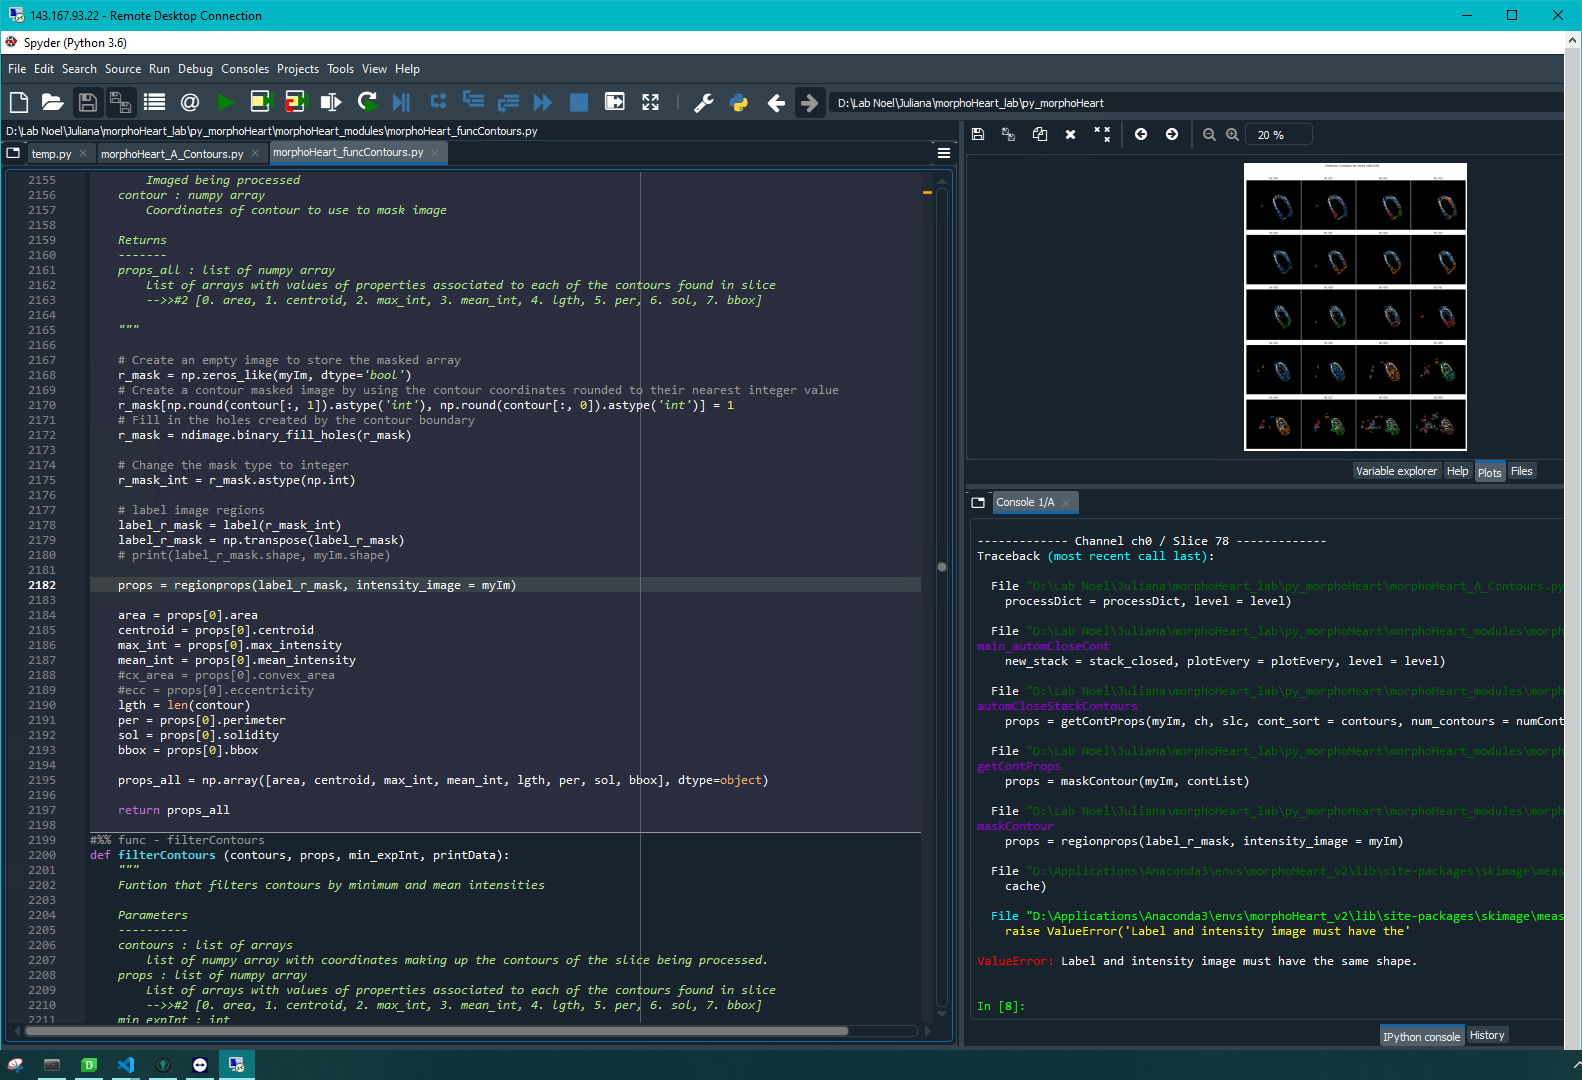 143.167.93.22 - Remote Desktop Connection
Spyder (Python 3.6)
File Edit Search Source Run Debug Consoles Projects Tools View Help
D:\Lab Noel\Juliana\morphoHeart_lab\py_morphoHeart
D:\Lab Noel\Juliana\morphoHeart_lab\py_morphoHeart\morphoHeart_modules\morphoHeart_funcContours.py
temp.py morphoHeart_A_Contours.py morphoHeart_funcContours.py
2155 Imaged being processed
2156 contour : numpy array
2157 Coordinates of contour to use to mask image
2158
2159 Returns
2160 -------
2161 props_all : list of numpy array
2162 List of arrays with values of properties associated to each of the contours found in slice
2163 -->>#2 [0. area, 1. centroid, 2. max_int, 3. mean_int, 4. lgth, 5. per, 6. sol, 7. bbox]
2164
2165 """
2166
2167 # Create an empty image to store the masked array
2168 r_mask = np.zeros_like(myIm, dtype='bool')
2169 # Create a contour masked image by using the contour coordinates rounded to their nearest integer value
2170 r_mask[np.round(contour[:, 1]).astype('int'), np.round(contour[:, 0]).astype('int')] = 1
2171 # Fill in the holes created by the contour boundary
2172 r_mask = ndimage.binary_fill_holes(r_mask)
2173
2174 # Change the mask type to integer
2175 r_mask_int = r_mask.astype(np.int)
2176
2177 # label image regions
2178 label_r_mask = label(r_mask_int)
2179 label_r_mask = np.transpose(label_r_mask)
2180 # print(label_r_mask.shape, myIm.shape)
2181
2182 props = regionprops(label_r_mask, intensity_image = myIm)
2183
2184 area = props[0].area
2185 centroid = props[0].centroid
2186 max_int = props[0].max_intensity
2187 mean_int = props[0].mean_intensity
2188 #cx_area = props[0].convex_area
2189 #ecc = props[0].eccentricity
2190 lgth = len(contour)
2191 per = props[0].perimeter
2192 sol = props[0].solidity
2193 bbox = props[0].bbox
2194
2195 props_all = np.array([area, centroid, max_int, mean_int, lgth, per, sol, bbox], dtype=object)
2196
2197 return props_all
2198
2199 #%% func - filterContours
2200 def filterContours (contours, props, min_expInt, printData):
2201 """
2202 Funtion that filters contours by minimum and mean intensities
2203
2204 Parameters
2205 ----------
2206 contours : list of arrays
2207 list of numpy array with coordinates making up the contours of the slice being processed.
2208 props : list of numpy array
2209 List of arrays with values of properties associated to each of the contours found in slice
2210 -->>#2 [0. area, 1. centroid, 2. max_int, 3. mean_int, 4. lgth, 5. per, 6. sol, 7. bbox]
2211 min_expInt : int
20 %
Variable explorer Help Plots Files
Console 1/A
------------- Channel ch0 / Slice 78 -------------
Traceback (most recent call last):
File "D:\Lab Noel\Juliana\morphoHeart_lab\py_morphoHeart\morphoHeart_A_Contours.py
processDict = processDict, level = level)
File "D:\Lab Noel\Juliana\morphoHeart_lab\py_morphoHeart\morphoHeart_modules\morph
main_automCloseCont
new_stack = stack_closed, plotEvery = plotEvery, level = level)
File "D:\Lab Noel\Juliana\morphoHeart_lab\py_morphoHeart\morphoHeart_modules\morph
automCloseStackContours
props = getContProps(myIm, ch, slc, cont_sort = contours, num_contours = numCont
File "D:\Lab Noel\Juliana\morphoHeart_lab\py_morphoHeart\morphoHeart_modules\morph
getContProps
props = maskContour(myIm, contList)
File "D:\Lab Noel\Juliana\morphoHeart_lab\py_morphoHeart\morphoHeart_modules\morph
maskContour
props = regionprops(label_r_mask, intensity_image = myIm)
File "D:\Applications\Anaconda3\envs\morphoHeart_v2\lib\site-packages\skimage\meas
cache)
File "D:\Applications\Anaconda3\envs\morphoHeart_v2\lib\site-packages\skimage\meas
raise ValueError('Label and intensity image must have the'
ValueError: Label and intensity image must have the same shape.
In [8]:
IPython console History